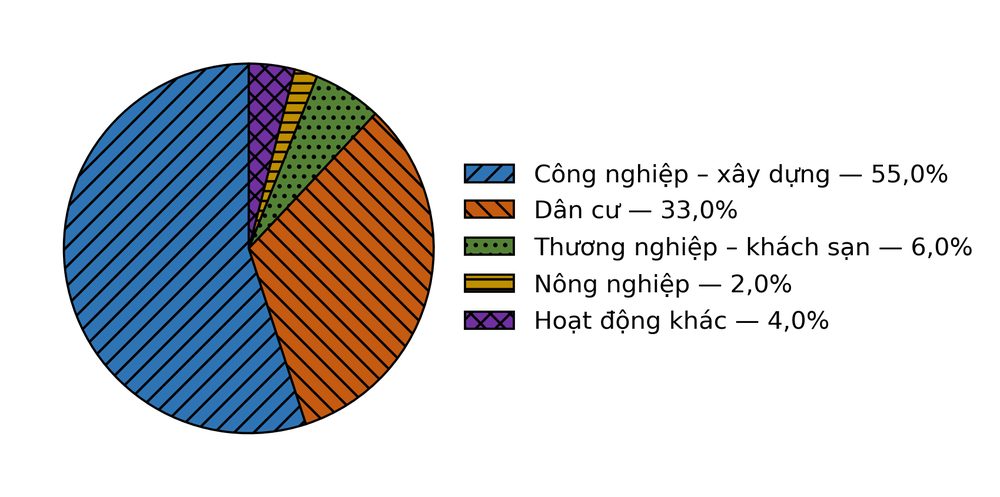 Công nghiệp – xây dựng — 55,0%
Dân cư — 33,0%
Thương nghiệp – khách sạn — 6,0%
Nông nghiệp — 2,0%
Hoạt động khác — 4,0%